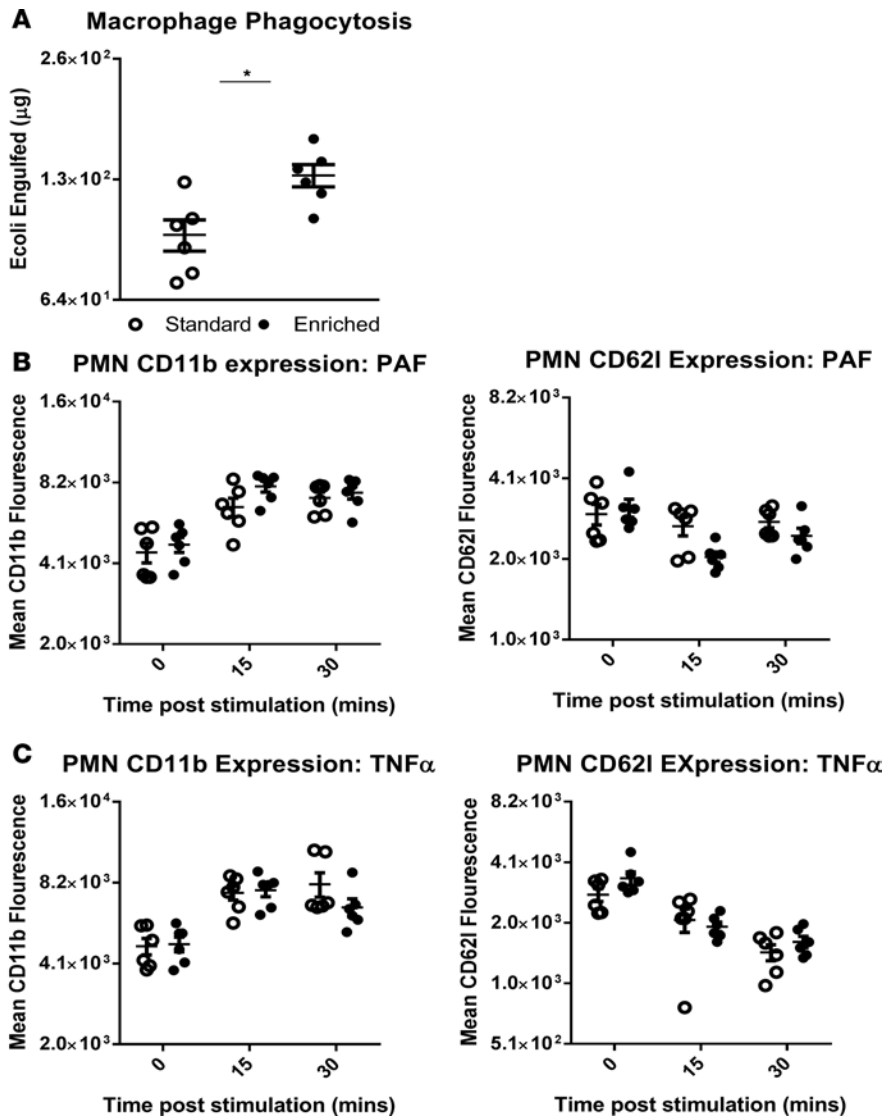 A
Macrophage Phagocytosis
2.6×10²
*
1.3×10²
6.4×10¹
Ecoli Engulfed (μg)
Standard
Enriched
B
PMN CD11b expression: PAF
1.6×10⁴
8.2×10³
4.1×10³
2.0×10³
Mean CD11b Flourescence
0
15
30
Time post stimulation (mins)
PMN CD62l Expression: PAF
8.2×10³
4.1×10³
2.0×10³
1.0×10³
Mean CD62l Flourescence
0
15
30
Time post stimulation (mins)
C
PMN CD11b Expression: TNFα
1.6×10⁴
8.2×10³
4.1×10³
2.0×10³
Mean CD11b Flourescence
0
15
30
Time post stimulation (mins)
PMN CD62l EXpression: TNFα
8.2×10³
4.1×10³
2.0×10³
1.0×10³
5.1×10²
Mean CD62l Flourescence
0
15
30
Time post stimulation (mins)